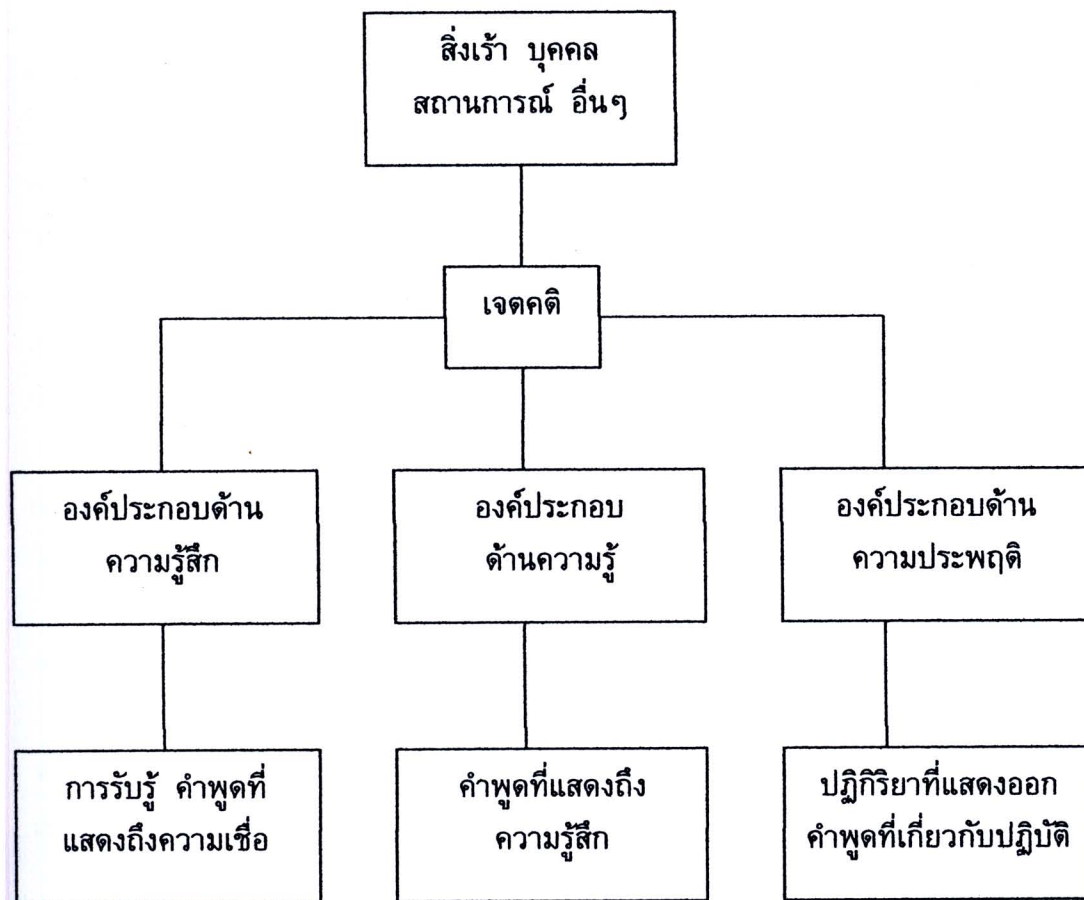 สิ่งเร้า บุคคล
สถานการณ์ อื่นๆ
เจตคติ
องค์ประกอบด้าน
ความรู้สึก
องค์ประกอบ
ด้านความรู้
องค์ประกอบด้าน
ความประพฤติ
การรับรู้ คำพูดที่
แสดงถึงความเชื่อ
คำพูดที่แสดงถึง
ความรู้สึก
ปฏิกิริยาที่แสดงออก
คำพูดที่เกี่ยวกับปฏิบัติ